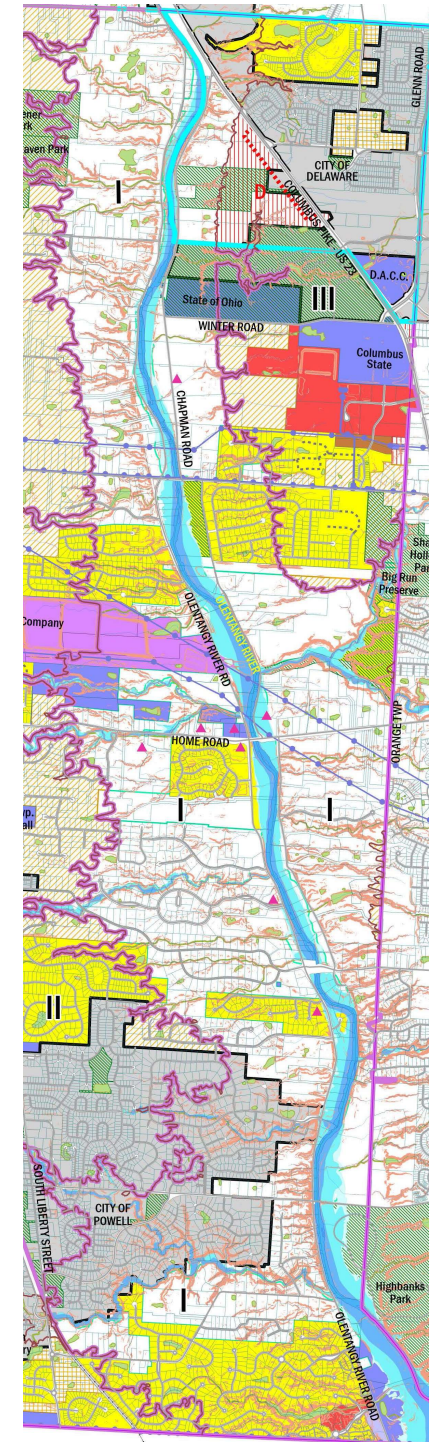 GLENN ROAD
CITY OF
DELAWARE
aven Park
I
D
COLUMBUS PIKE - US 23
D.A.C.C.
State of Ohio
III
WINTER ROAD
Columbus
State
CHAPMAN ROAD
Big Run
Preserve
OLENTANGY RIVER
OLENTANGY RIVER RD
Company
ORANGE TWP
HOME ROAD
I
I
II
SOUTH LIBERTY STREET
CITY OF
POWELL
I
Highbanks
Park
OLENTANGY RIVER ROAD